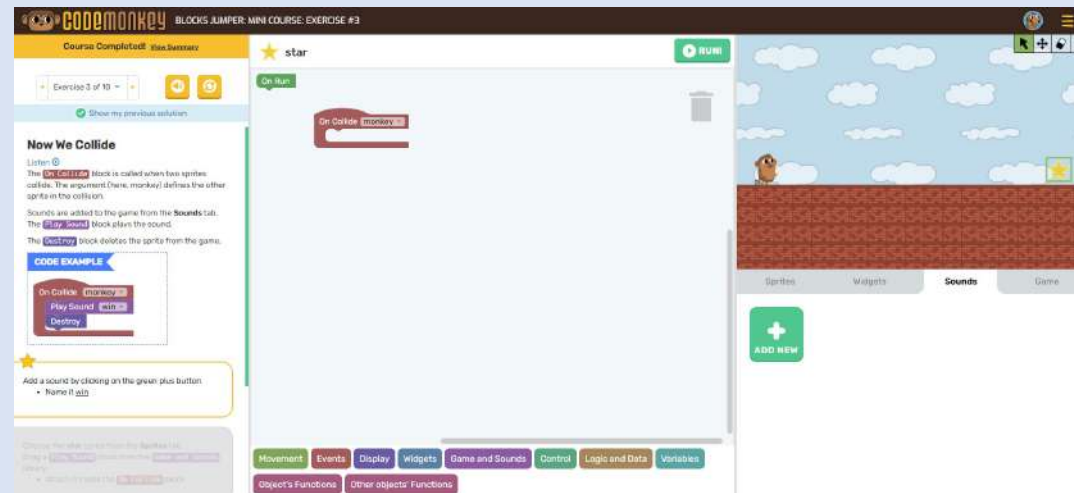 CODEMONKEY BLOCKS JUMPER: MINI COURSE: EXERCISE #3
Course Completed! View Summary
Exercise 3 of 10
Show my previous solution
Now We Collide
Listen
The On Collide block is called when two sprites
collide. The argument (here, monkey) defines the other
sprite in the collision.
Sounds are added to the game from the Sounds tab.
The Play Sound block plays the sound.
The Destroy block deletes the sprite from the game.
CODE EXAMPLE
On Collide monkey
Play Sound win
Destroy
Add a sound by clicking on the green plus button
• Name it win
star
RUN!
On Run
On Collide monkey
Movement Events Display Widgets Game and Sounds Control Logic and Data Variables
Object's Functions Other objects' Functions
Sprites Widgets Sounds Game
ADD NEW